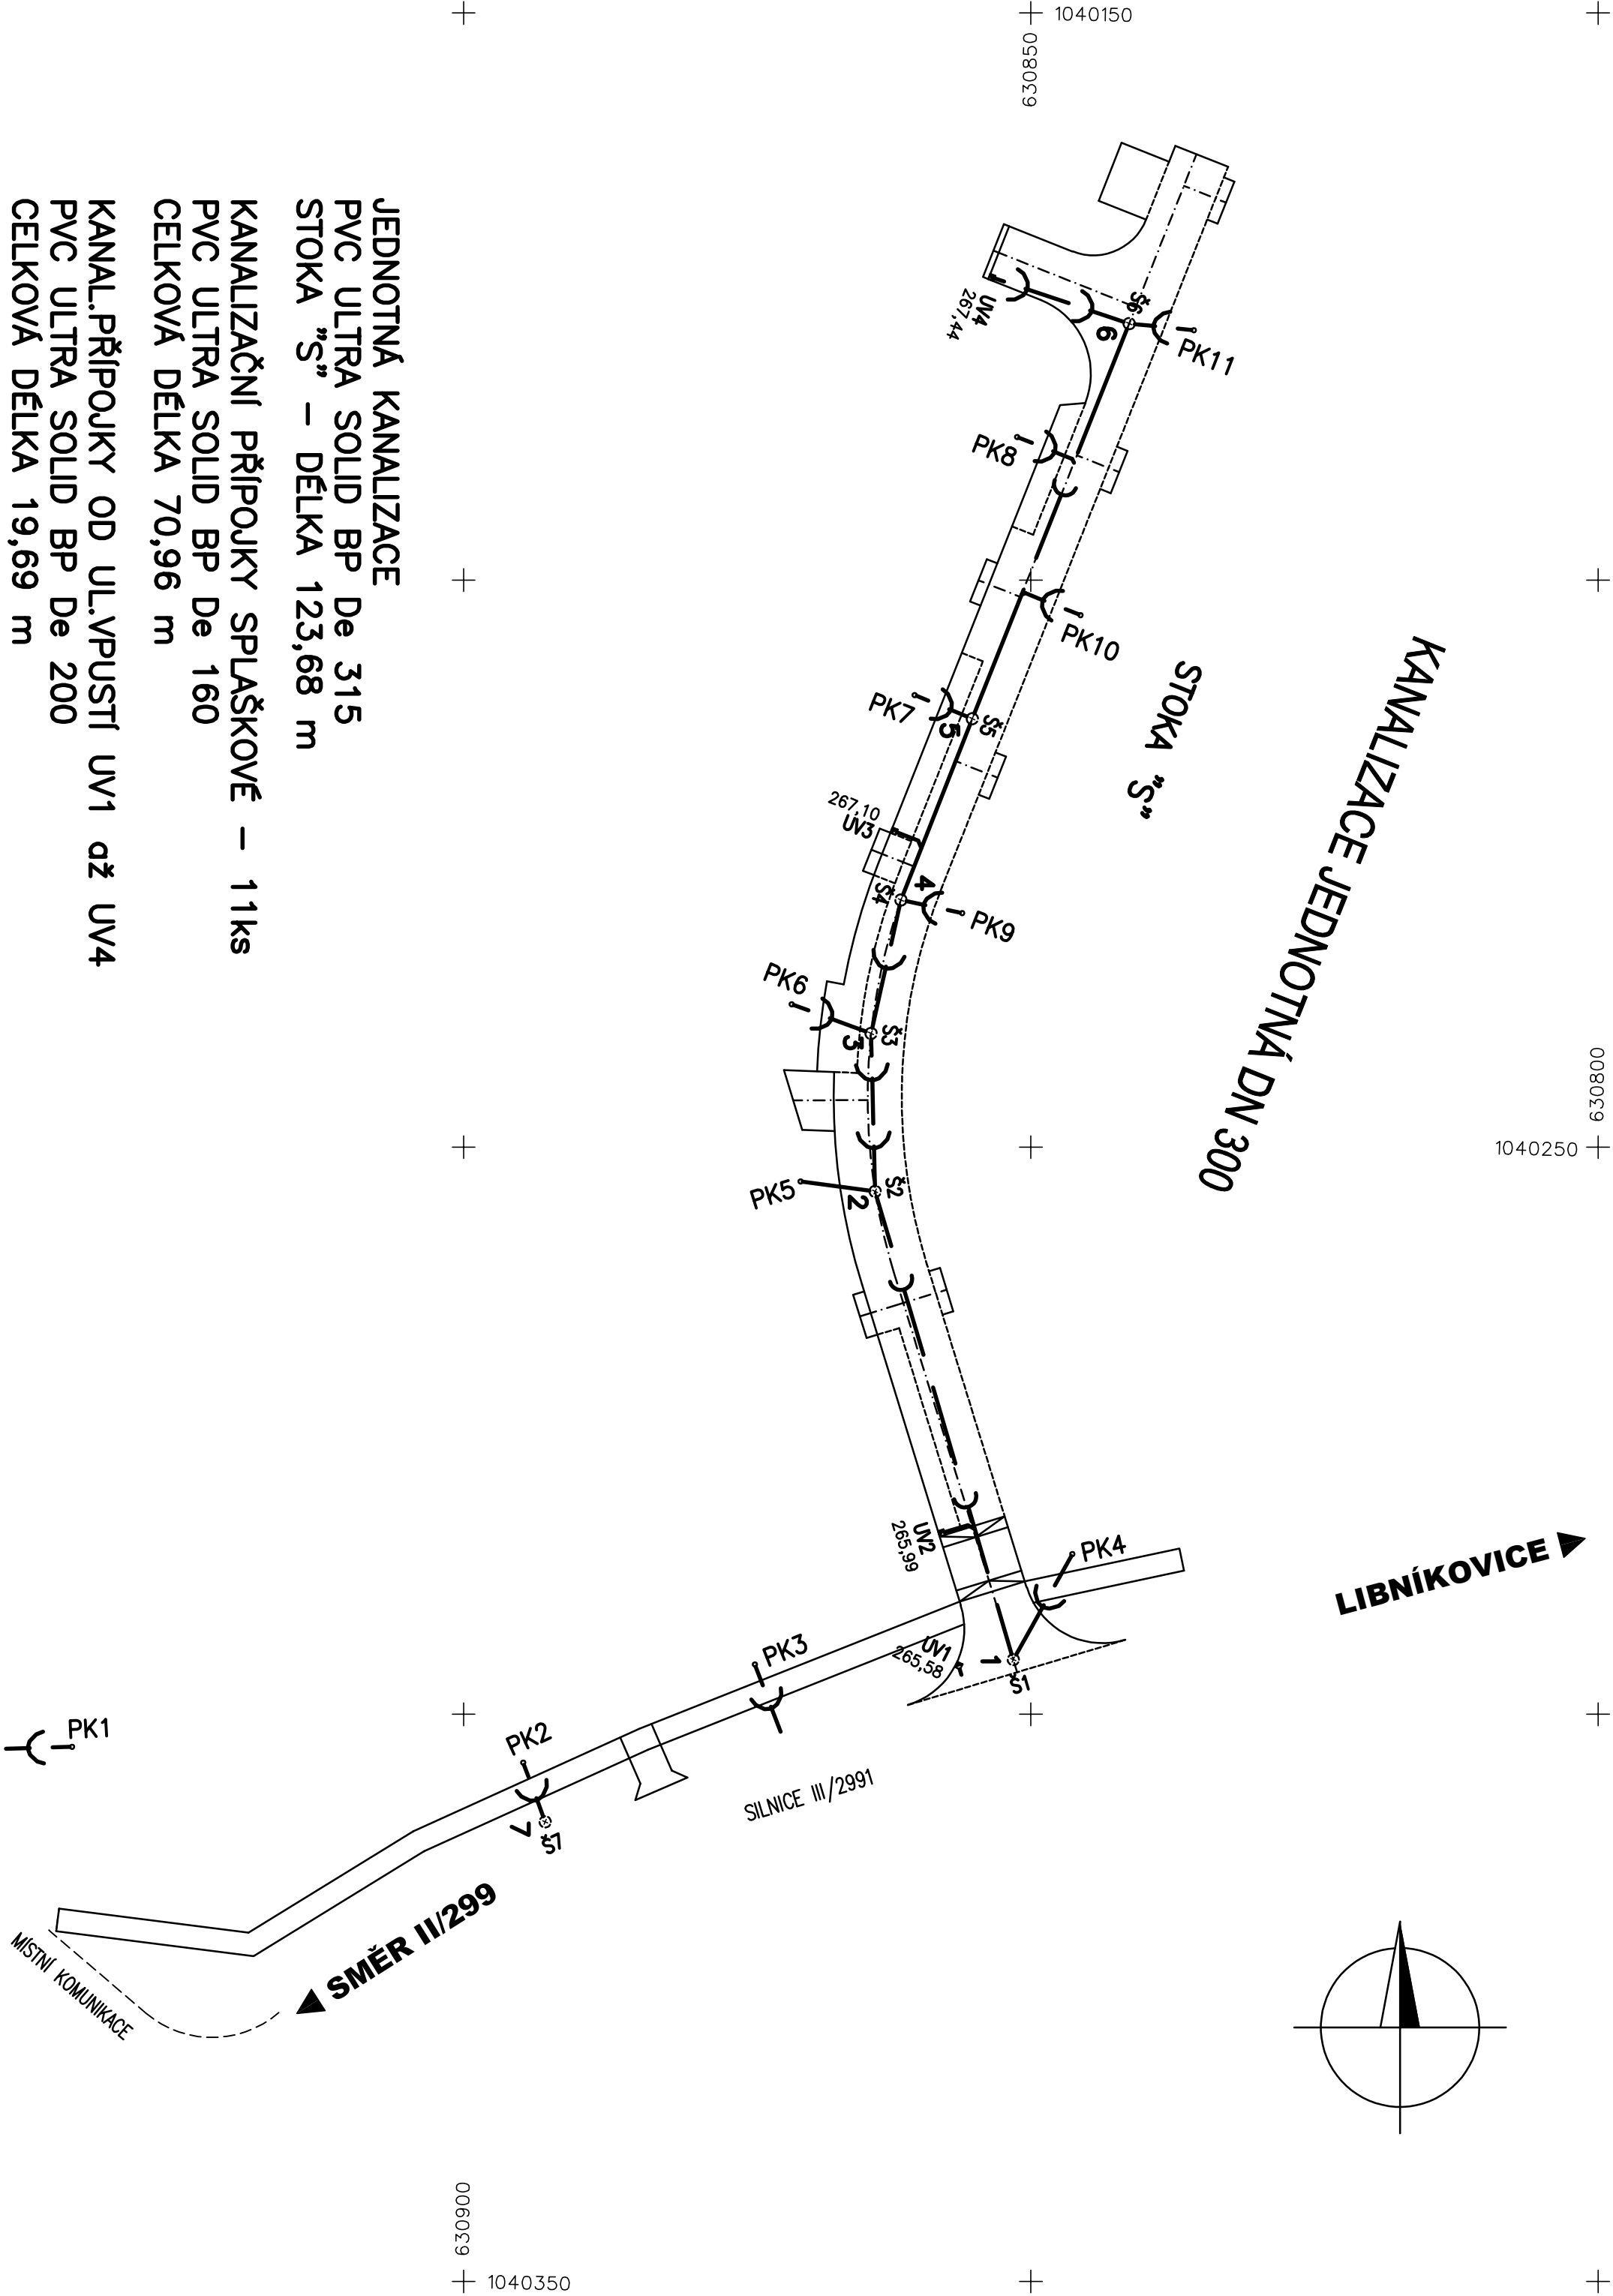 1040150
630850
UV4
267,44
Š6
6
PK11
PK8
PK10
PK7
5
Š5
267,10
UV3
4
Š4
PK9
PK6
Š3
3
PK5
Š2
2
UV2
265,99
PK4
UV1
265,58
1
Š1
PK3
PK2
7
Š7
PK1
STOKA "S"
KANALIZACE JEDNOTNÁ DN 300
630800
1040250
LIBNÍKOVICE
SILNICE III/2991
SMĚR II/299
MÍSTNÍ KOMUNIKACE
630900
1040350
JEDNOTNÁ KANALIZACE
PVC ULTRA SOLID BP De 315
STOKA "S" – DÉLKA 123,68 m
KANALIZAČNÍ PŘÍPOJKY SPLAŠKOVÉ – 11ks
PVC ULTRA SOLID BP De 160
CELKOVÁ DÉLKA 70,96 m
KANAL.PŘÍPOJKY OD UL.VPUSTÍ UV1 až UV4
PVC ULTRA SOLID BP De 200
CELKOVÁ DÉLKA 19,69 m